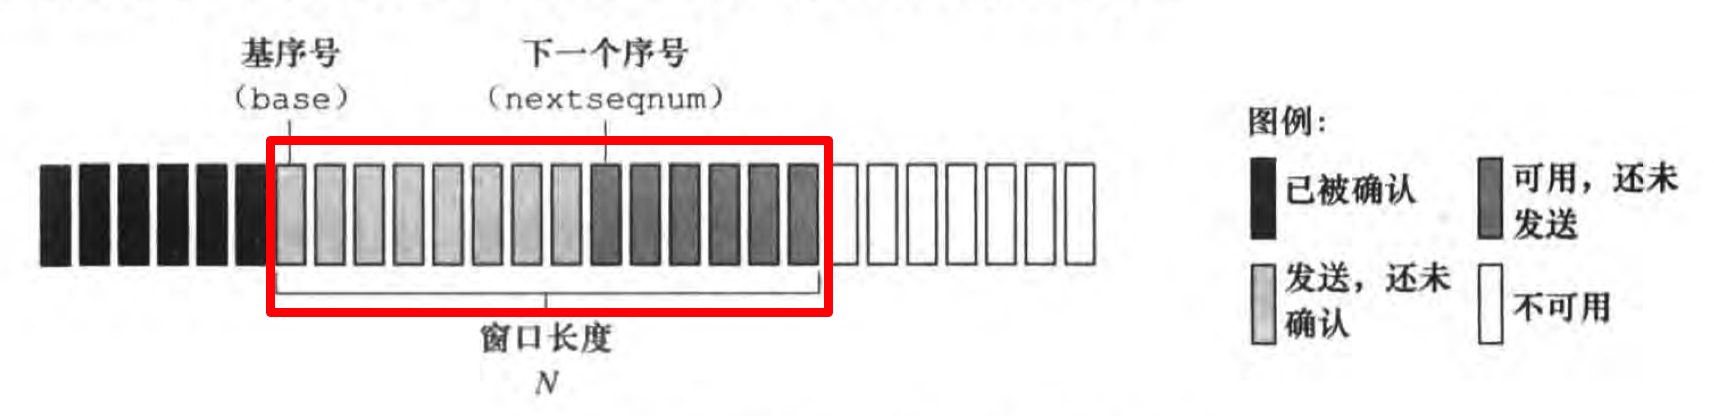 基序号
（base）
下一个序号
（nextseqnum）
窗口长度
N
图例：
已被确认
可用，还未
发送
发送，还未
确认
不可用